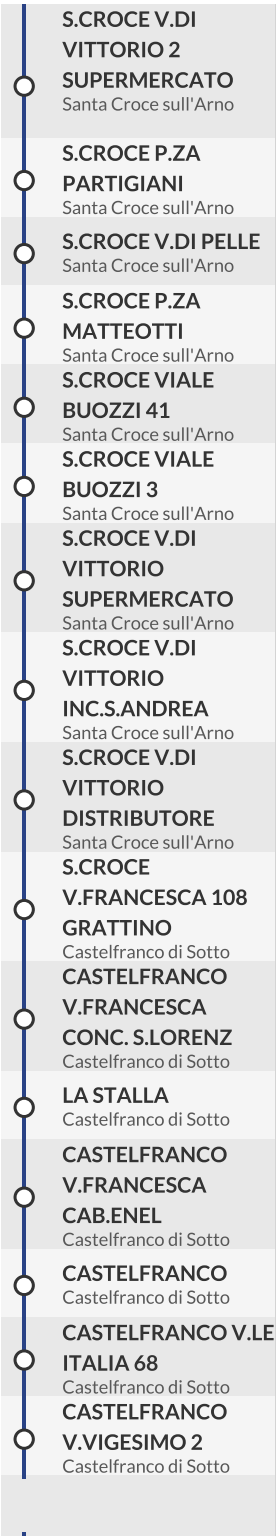 S.CROCE V.DI
VITTORIO 2
SUPERMERCATO
Santa Croce sull'Arno
S.CROCE P.ZA
PARTIGIANI
Santa Croce sull'Arno
S.CROCE V.DI PELLE
Santa Croce sull'Arno
S.CROCE P.ZA
MATTEOTTI
Santa Croce sull'Arno
S.CROCE VIALE
BUOZZI 41
Santa Croce sull'Arno
S.CROCE VIALE
BUOZZI 3
Santa Croce sull'Arno
S.CROCE V.DI
VITTORIO
SUPERMERCATO
Santa Croce sull'Arno
S.CROCE V.DI
VITTORIO
INC.S.ANDREA
Santa Croce sull'Arno
S.CROCE V.DI
VITTORIO
DISTRIBUTORE
Santa Croce sull'Arno
S.CROCE
V.FRANCESCA 108
GRATTINO
Castelfranco di Sotto
CASTELFRANCO
V.FRANCESCA
CONC. S.LORENZ
Castelfranco di Sotto
LA STALLA
Castelfranco di Sotto
CASTELFRANCO
V.FRANCESCA
CAB.ENEL
Castelfranco di Sotto
CASTELFRANCO
Castelfranco di Sotto
CASTELFRANCO V.LE
ITALIA 68
Castelfranco di Sotto
CASTELFRANCO
V.VIGESIMO 2
Castelfranco di Sotto